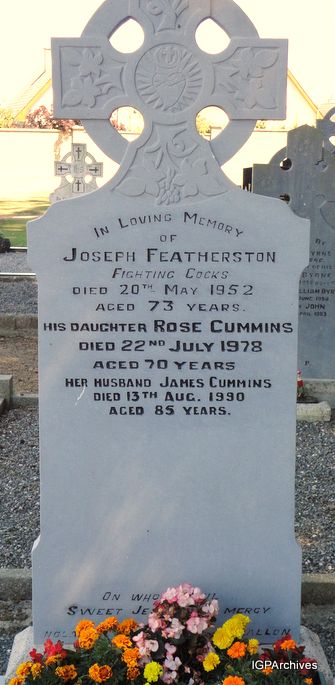 In Loving Memory
of
Joseph Featherston
Fighting Cocks
died 20th May 1952
aged 73 years.
his daughter Rose Cummins
died 22nd July 1978
aged 70 years
her husband James Cummins
died 13th Aug. 1990
aged 85 years.
On
Sweet mercy
JOHN
IGPArchives